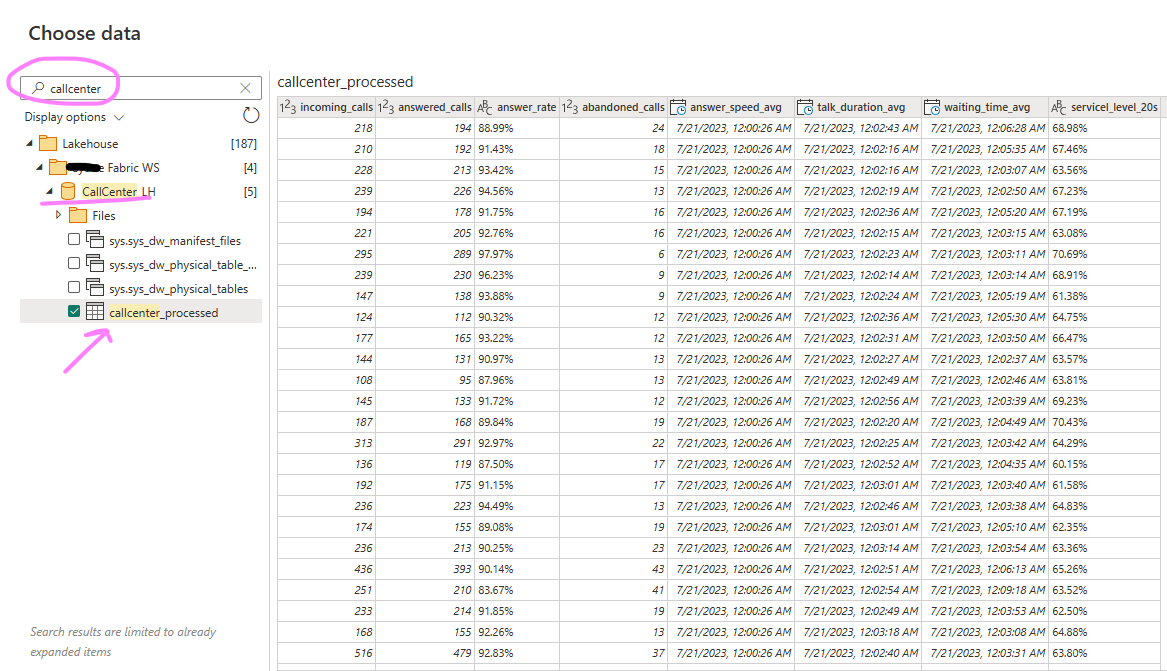 Choose data
callcenter
Display options
Lakehouse [187]
Fabric WS [4]
CallCenter_LH [5]
Files
sys.sys_dw_manifest_files
sys.sys_dw_physical_table_...
sys.sys_dw_physical_tables
callcenter_processed
Search results are limited to already
expanded items
callcenter_processed
123 incoming_calls 123 answered_calls ABC answer_rate 123 abandoned_calls answer_speed_avg talk_duration_avg waiting_time_avg ABC servicel_level_20s
218 194 88.99% 24 7/21/2023, 12:00:26 AM 7/21/2023, 12:02:43 AM 7/21/2023, 12:06:28 AM 68.98%
210 192 91.43% 18 7/21/2023, 12:00:26 AM 7/21/2023, 12:02:16 AM 7/21/2023, 12:05:35 AM 67.46%
228 213 93.42% 15 7/21/2023, 12:00:26 AM 7/21/2023, 12:02:16 AM 7/21/2023, 12:03:07 AM 63.56%
239 226 94.56% 13 7/21/2023, 12:00:26 AM 7/21/2023, 12:02:19 AM 7/21/2023, 12:02:50 AM 67.23%
194 178 91.75% 16 7/21/2023, 12:00:26 AM 7/21/2023, 12:02:36 AM 7/21/2023, 12:05:20 AM 67.19%
221 205 92.76% 16 7/21/2023, 12:00:26 AM 7/21/2023, 12:02:15 AM 7/21/2023, 12:03:15 AM 63.08%
295 289 97.97% 6 7/21/2023, 12:00:26 AM 7/21/2023, 12:02:23 AM 7/21/2023, 12:03:11 AM 70.69%
239 230 96.23% 9 7/21/2023, 12:00:26 AM 7/21/2023, 12:02:14 AM 7/21/2023, 12:03:14 AM 68.91%
147 138 93.88% 9 7/21/2023, 12:00:26 AM 7/21/2023, 12:02:24 AM 7/21/2023, 12:05:19 AM 61.38%
124 112 90.32% 12 7/21/2023, 12:00:26 AM 7/21/2023, 12:02:36 AM 7/21/2023, 12:05:30 AM 64.75%
177 165 93.22% 12 7/21/2023, 12:00:26 AM 7/21/2023, 12:02:31 AM 7/21/2023, 12:03:50 AM 66.47%
144 131 90.97% 13 7/21/2023, 12:00:26 AM 7/21/2023, 12:02:27 AM 7/21/2023, 12:02:37 AM 63.57%
108 95 87.96% 13 7/21/2023, 12:00:26 AM 7/21/2023, 12:02:49 AM 7/21/2023, 12:02:46 AM 63.81%
145 133 91.72% 12 7/21/2023, 12:00:26 AM 7/21/2023, 12:02:56 AM 7/21/2023, 12:03:39 AM 69.23%
187 168 89.84% 19 7/21/2023, 12:00:26 AM 7/21/2023, 12:02:20 AM 7/21/2023, 12:04:49 AM 70.43%
313 291 92.97% 22 7/21/2023, 12:00:26 AM 7/21/2023, 12:02:25 AM 7/21/2023, 12:03:42 AM 64.29%
136 119 87.50% 17 7/21/2023, 12:00:26 AM 7/21/2023, 12:02:52 AM 7/21/2023, 12:04:35 AM 60.15%
192 175 91.15% 17 7/21/2023, 12:00:26 AM 7/21/2023, 12:03:01 AM 7/21/2023, 12:03:40 AM 61.58%
236 223 94.49% 13 7/21/2023, 12:00:26 AM 7/21/2023, 12:02:46 AM 7/21/2023, 12:03:38 AM 64.83%
174 155 89.08% 19 7/21/2023, 12:00:26 AM 7/21/2023, 12:03:01 AM 7/21/2023, 12:05:10 AM 62.35%
236 213 90.25% 23 7/21/2023, 12:00:26 AM 7/21/2023, 12:03:14 AM 7/21/2023, 12:03:54 AM 63.36%
436 393 90.14% 43 7/21/2023, 12:00:26 AM 7/21/2023, 12:02:51 AM 7/21/2023, 12:06:13 AM 65.26%
251 210 83.67% 41 7/21/2023, 12:00:26 AM 7/21/2023, 12:02:54 AM 7/21/2023, 12:09:18 AM 63.52%
233 214 91.85% 19 7/21/2023, 12:00:26 AM 7/21/2023, 12:02:49 AM 7/21/2023, 12:03:53 AM 62.50%
168 155 92.26% 13 7/21/2023, 12:00:26 AM 7/21/2023, 12:03:18 AM 7/21/2023, 12:03:08 AM 64.88%
516 479 92.83% 37 7/21/2023, 12:00:26 AM 7/21/2023, 12:02:40 AM 7/21/2023, 12:03:31 AM 63.80%